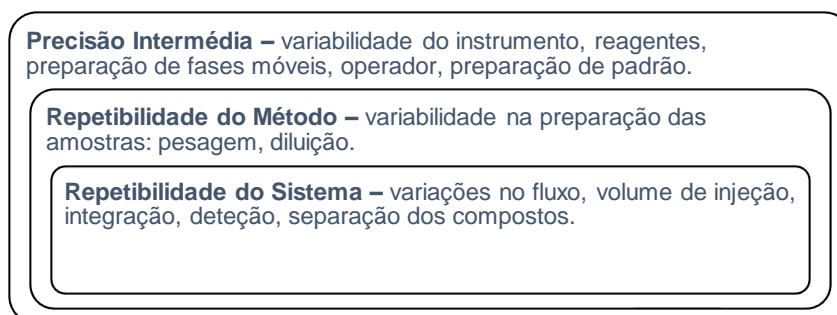 Precisão Intermédia – variabilidade do instrumento, reagentes,
preparação de fases móveis, operador, preparação de padrão.
Repetibilidade do Método – variabilidade na preparação das
amostras: pesagem, diluição.
Repetibilidade do Sistema – variações no fluxo, volume de injeção,
integração, deteção, separação dos compostos.